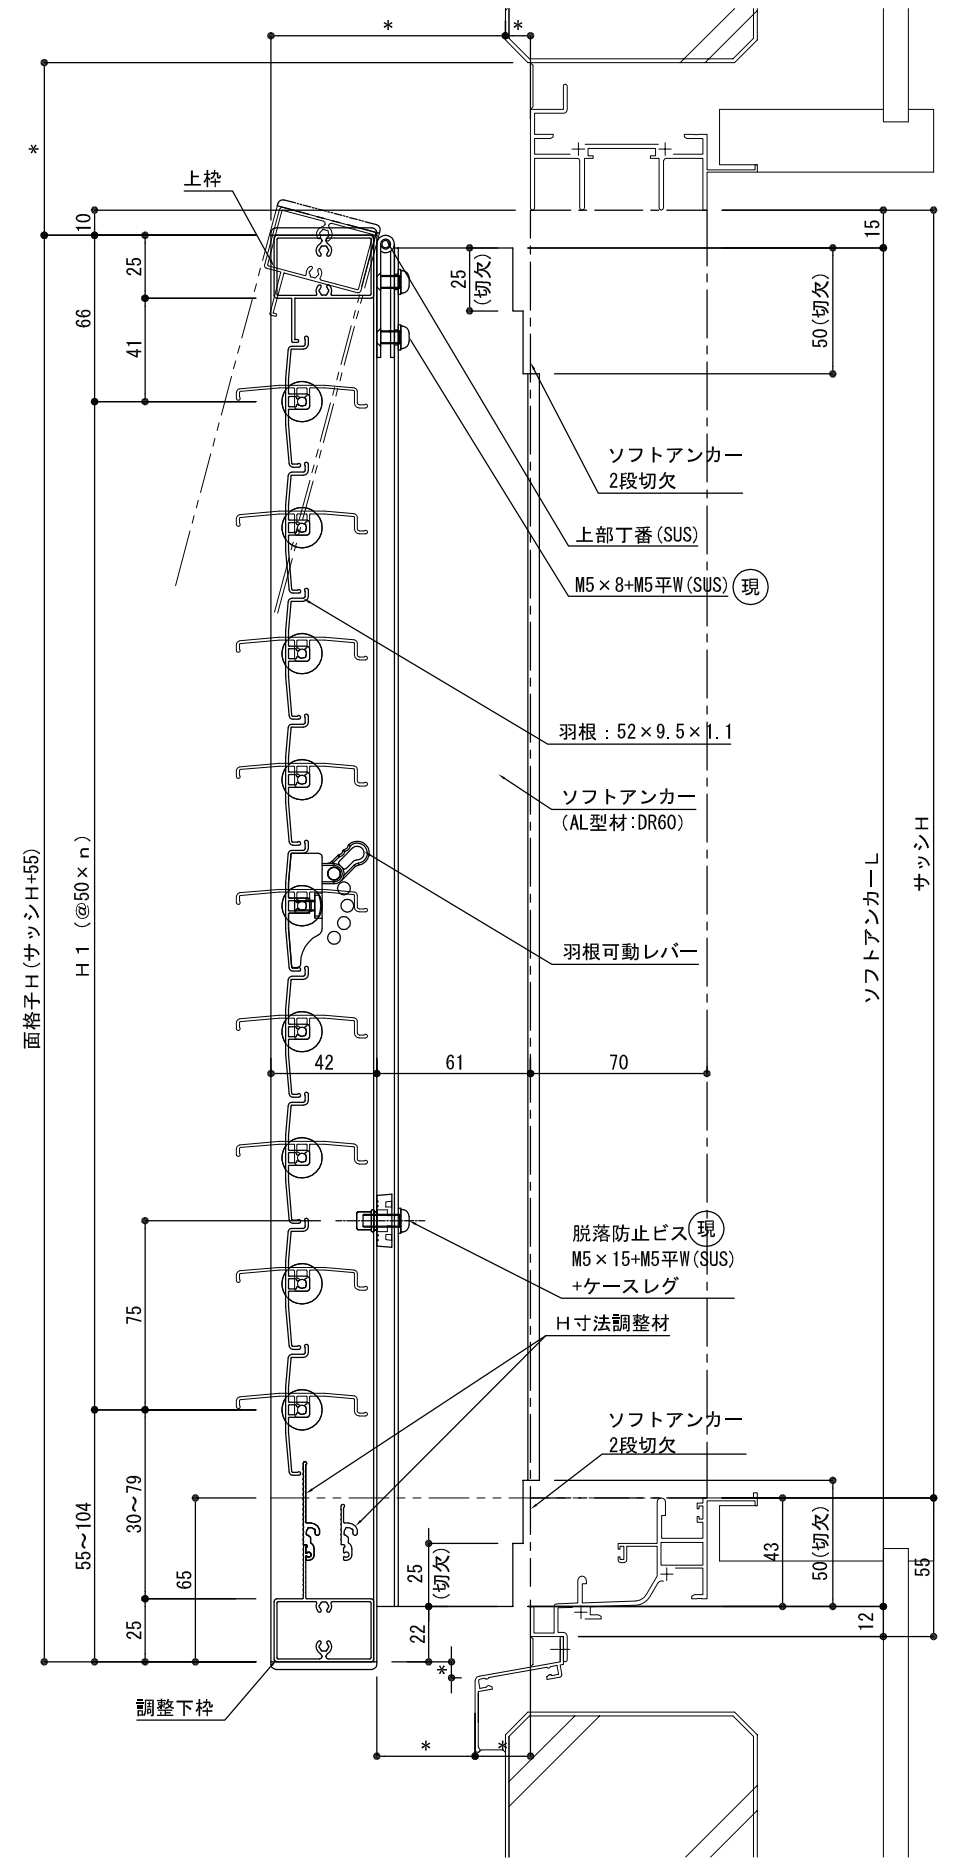 *
*
*
上枠
10
15
25
66
41
25
(切欠)
50(切欠)
ソフトアンカー
2段切欠
上部丁番(SUS)
M5×8+M5平W(SUS) 現
羽根：52×9.5×1.1
ソフトアンカー
(AL型材:DR60)
面格子H(サッシH+55)
H1 (@50×n)
ソフトアンカーL
サッシH
羽根可動レバー
42
61
70
脱落防止ビス 現
M5×15+M5平W(SUS)
+ケースレグ
75
H寸法調整材
ソフトアンカー
2段切欠
55～104
30～79
65
25
25
(切欠)
22
43
50(切欠)
55
12
*
調整下枠
*
*